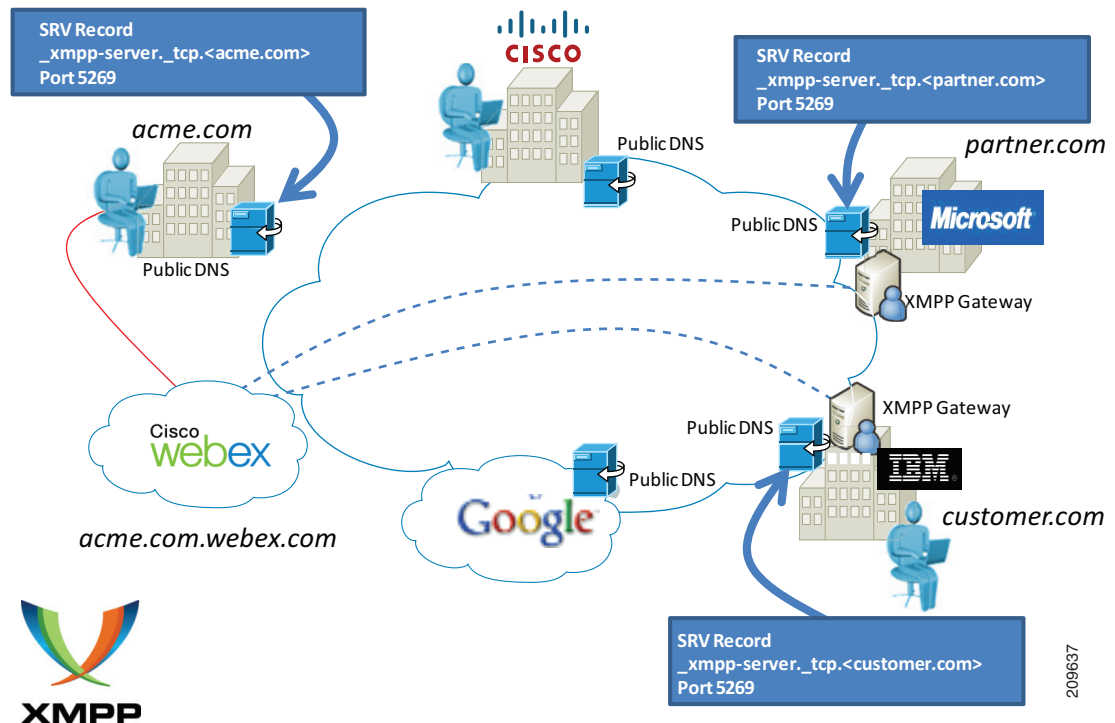 SRV Record
_xmpp-server._tcp.<acme.com>
Port 5269
CISCO
SRV Record
_xmpp-server._tcp.<partner.com>
Port 5269
acme.com
Public DNS
partner.com
Public DNS
Microsoft
Public DNS
XMPP Gateway
Cisco
webex
XMPP Gateway
Public DNS
IBM
Public DNS
Google
customer.com
acme.com.webex.com
SRV Record
_xmpp-server._tcp.<customer.com>
Port 5269
209637
XMPP